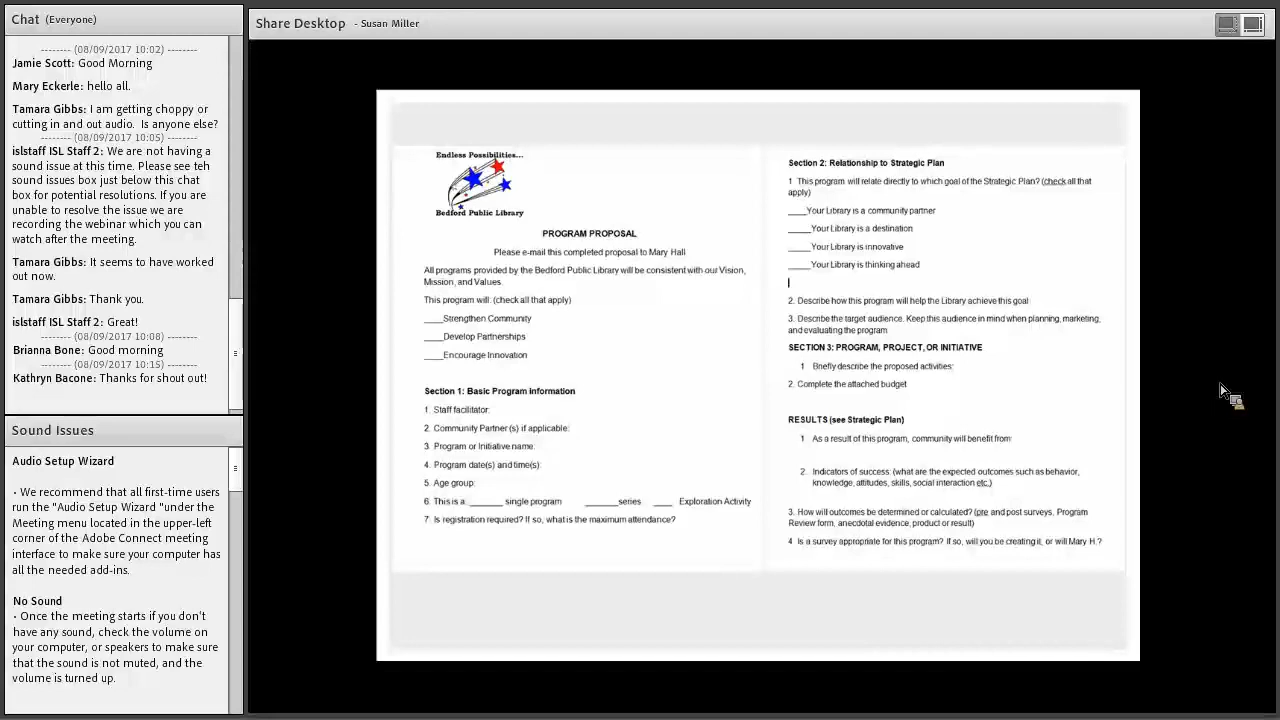 Chat (Everyone)
-------- (08/09/2017 10:02) --------
Jamie Scott: Good Morning
Mary Eckerle: hello all.
Tamara Gibbs: I am getting choppy or
cutting in and out audio. Is anyone else?
-------- (08/09/2017 10:05) --------
islstaff ISL Staff 2: We are not having a
sound issue at this time. Please see teh
sound issues box just below this chat
box for potential resolutions. If you are
unable to resolve the issue we are
recording the webinar which you can
watch after the meeting.
Tamara Gibbs: It seems to have worked
out now.
Tamara Gibbs: Thank you.
islstaff ISL Staff 2: Great!
-------- (08/09/2017 10:08) --------
Brianna Bone: Good morning
-------- (08/09/2017 10:15) --------
Kathryn Bacone: Thanks for shout out!
Sound Issues
Audio Setup Wizard
• We recommend that all first-time users
run the "Audio Setup Wizard "under the
Meeting menu located in the upper-left
corner of the Adobe Connect meeting
interface to make sure your computer has
all the needed add-ins.
No Sound
• Once the meeting starts if you don't
have any sound, check the volume on
your computer, or speakers to make sure
that the sound is not muted, and the
volume is turned up.
Share Desktop - Susan Miller
Endless Possibilities...
Bedford Public Library
PROGRAM PROPOSAL
Please e-mail this completed proposal to Mary Hall
All programs provided by the Bedford Public Library will be consistent with our Vision,
Mission, and Values.
This program will: (check all that apply)
____Strengthen Community
____Develop Partnerships
____Encourage Innovation
Section 1: Basic Program Information
1. Staff facilitator:
2. Community Partner (s) if applicable:
3. Program or Initiative name:
4. Program date(s) and time(s):
5. Age group:
6. This is a: _______ single program _______series ____ Exploration Activity
7. Is registration required? If so, what is the maximum attendance?
Section 2: Relationship to Strategic Plan
1 This program will relate directly to which goal of the Strategic Plan? (check all that
apply)
____Your Library is a community partner
_____Your Library is a destination
_____Your Library is innovative
_____Your Library is thinking ahead
2. Describe how this program will help the Library achieve this goal
3. Describe the target audience. Keep this audience in mind when planning, marketing,
and evaluating the program
SECTION 3: PROGRAM, PROJECT, OR INITIATIVE
1 Briefly describe the proposed activities:
2. Complete the attached budget
RESULTS (see Strategic Plan)
1 As a result of this program, community will benefit from:
2. Indicators of success: (what are the expected outcomes such as behavior,
knowledge, attitudes, skills, social interaction etc.)
3. How will outcomes be determined or calculated? (pre and post surveys, Program
Review form, anecdotal evidence, product or result)
4 Is a survey appropriate for this program? If so, will you be creating it, or will Mary H.?